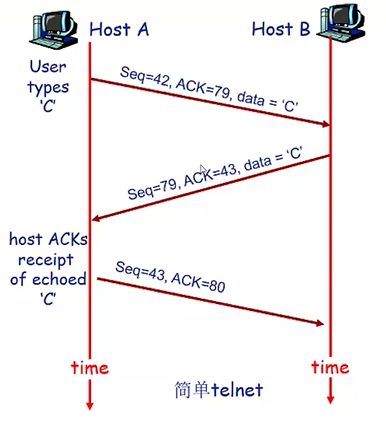 Host A
Host B
User
types
‘C’
Seq=42, ACK=79, data = ‘C’
Seq=79, ACK=43, data = ‘C’
host ACKs
receipt
of echoed
‘C’
Seq=43, ACK=80
time
time
简单telnet